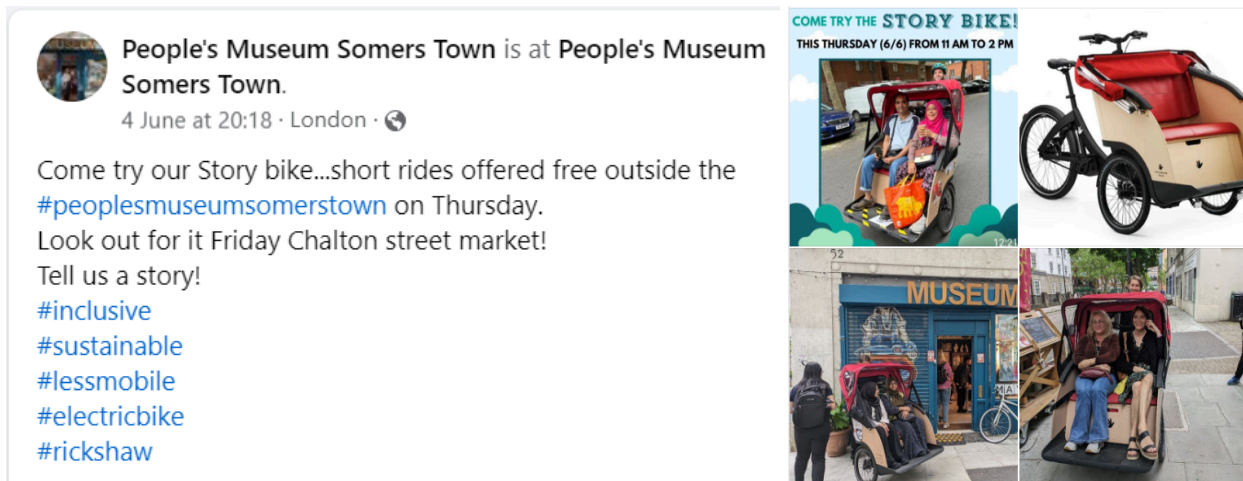 People's Museum Somers Town is at People's Museum
Somers Town.
4 June at 20:18 · London ·
Come try our Story bike...short rides offered free outside the
#peoplesmuseumsomerstown on Thursday.
Look out for it Friday Chalton street market!
Tell us a story!
#inclusive
#sustainable
#lessmobile
#electricbike
#rickshaw
COME TRY THE STORY BIKE!
THIS THURSDAY (6/6) FROM 11 AM TO 2 PM
12:21
52
MUSEUM